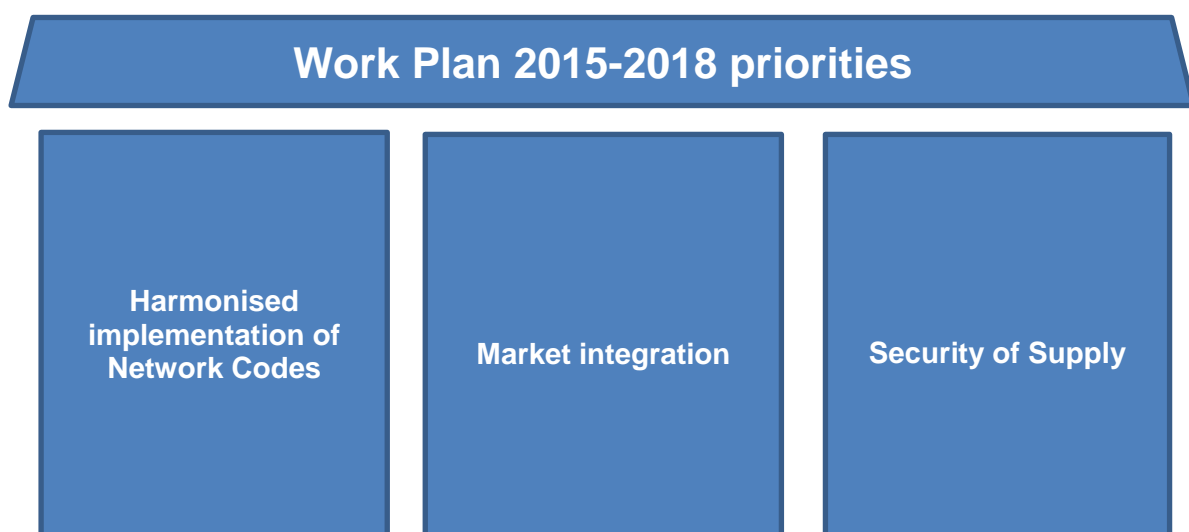 Work Plan 2015-2018 priorities
Harmonised
implementation of
Network Codes
Market integration
Security of Supply